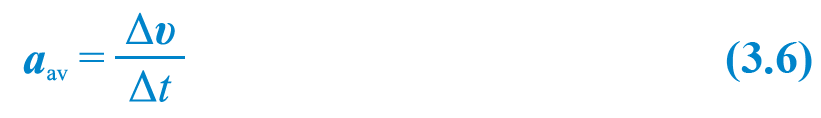 a_av = Δv / Δt (3.6)